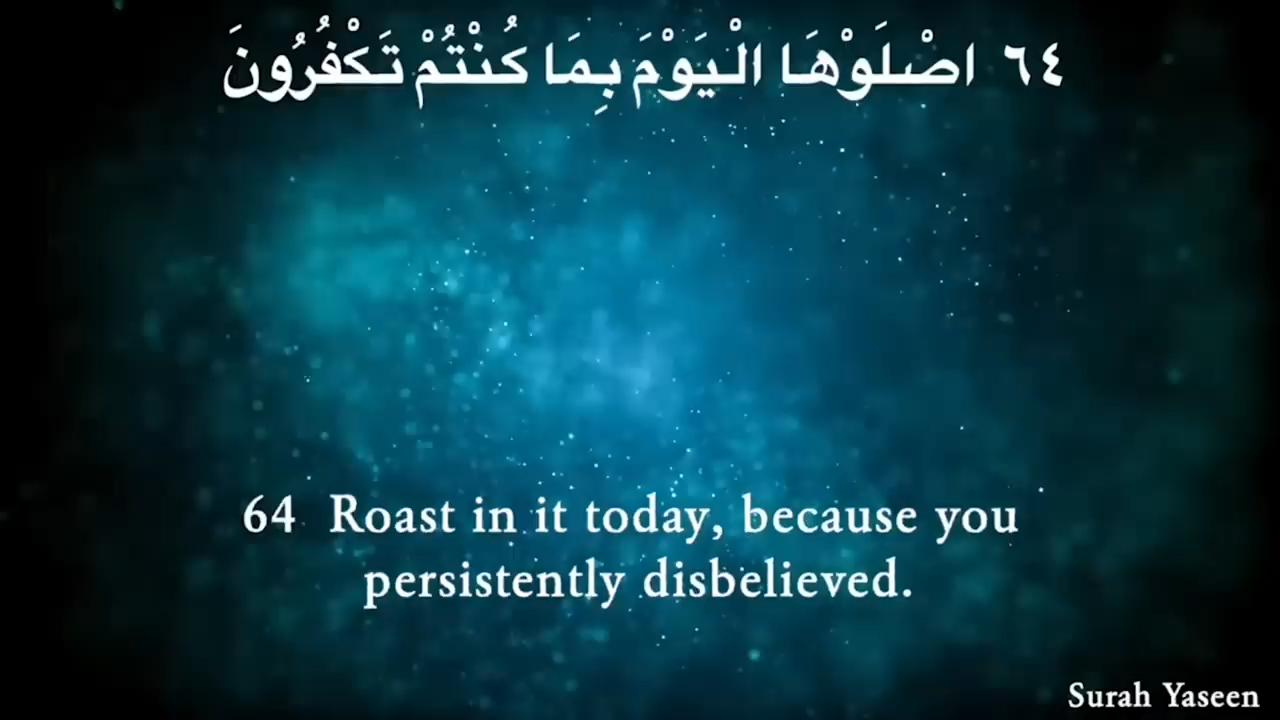 ٦٤ اصْلَوْهَا الْيَوْمَ بِمَا كُنْتُمْ تَكْفُرُونَ
64 Roast in it today, because you
persistently disbelieved.
Surah Yaseen